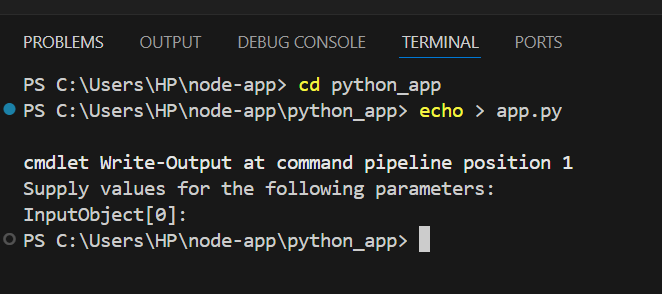 PROBLEMS OUTPUT DEBUG CONSOLE TERMINAL PORTS
PS C:\Users\HP\node-app> cd python_app
PS C:\Users\HP\node-app\python_app> echo > app.py
cmdlet Write-Output at command pipeline position 1
Supply values for the following parameters:
InputObject[0]:
PS C:\Users\HP\node-app\python_app>